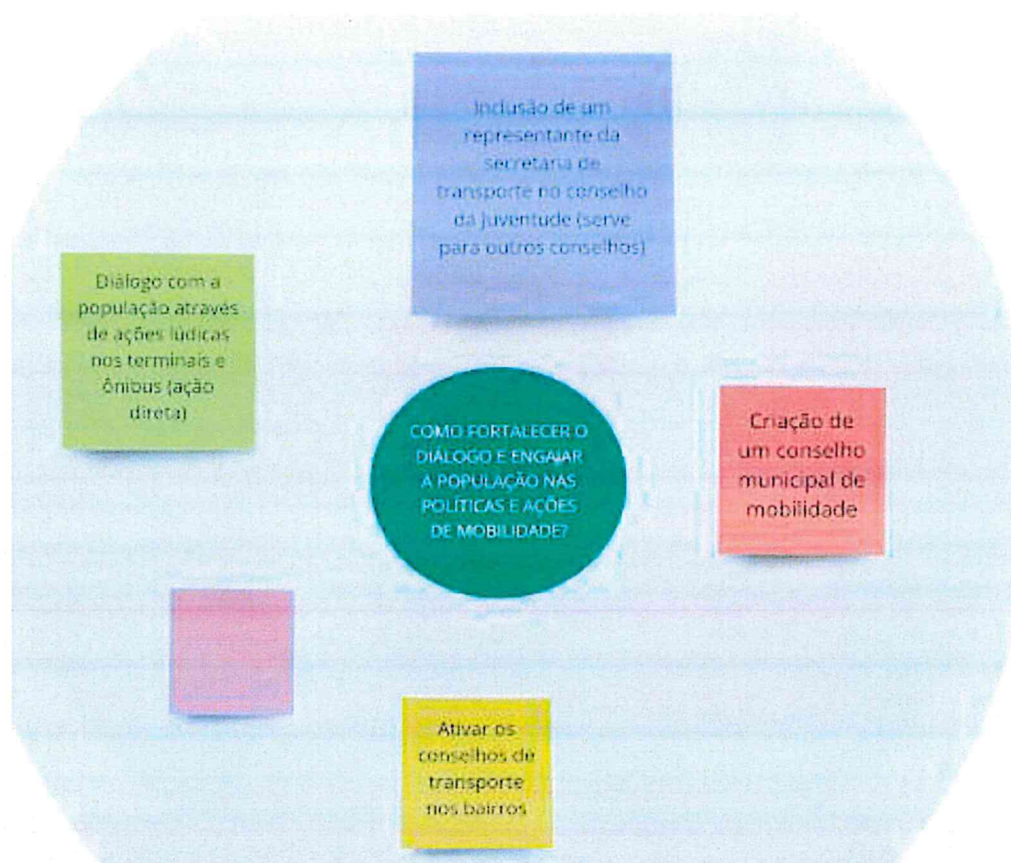 Inclusão de um
representante da
secretaria de
transporte no conselho
da Juventude (serve
para outros conselhos)
Diálogo com a
população através
de ações lúdicas
nos terminais e
ônibus (ação
direta)
COMO FORTALECER O
DIÁLOGO E ENGAJAR
A POPULAÇÃO NAS
POLÍTICAS E AÇÕES
DE MOBILIDADE?
Criação de
um conselho
municipal de
mobilidade
Ativar os
conselhos de
transporte
nos bairros